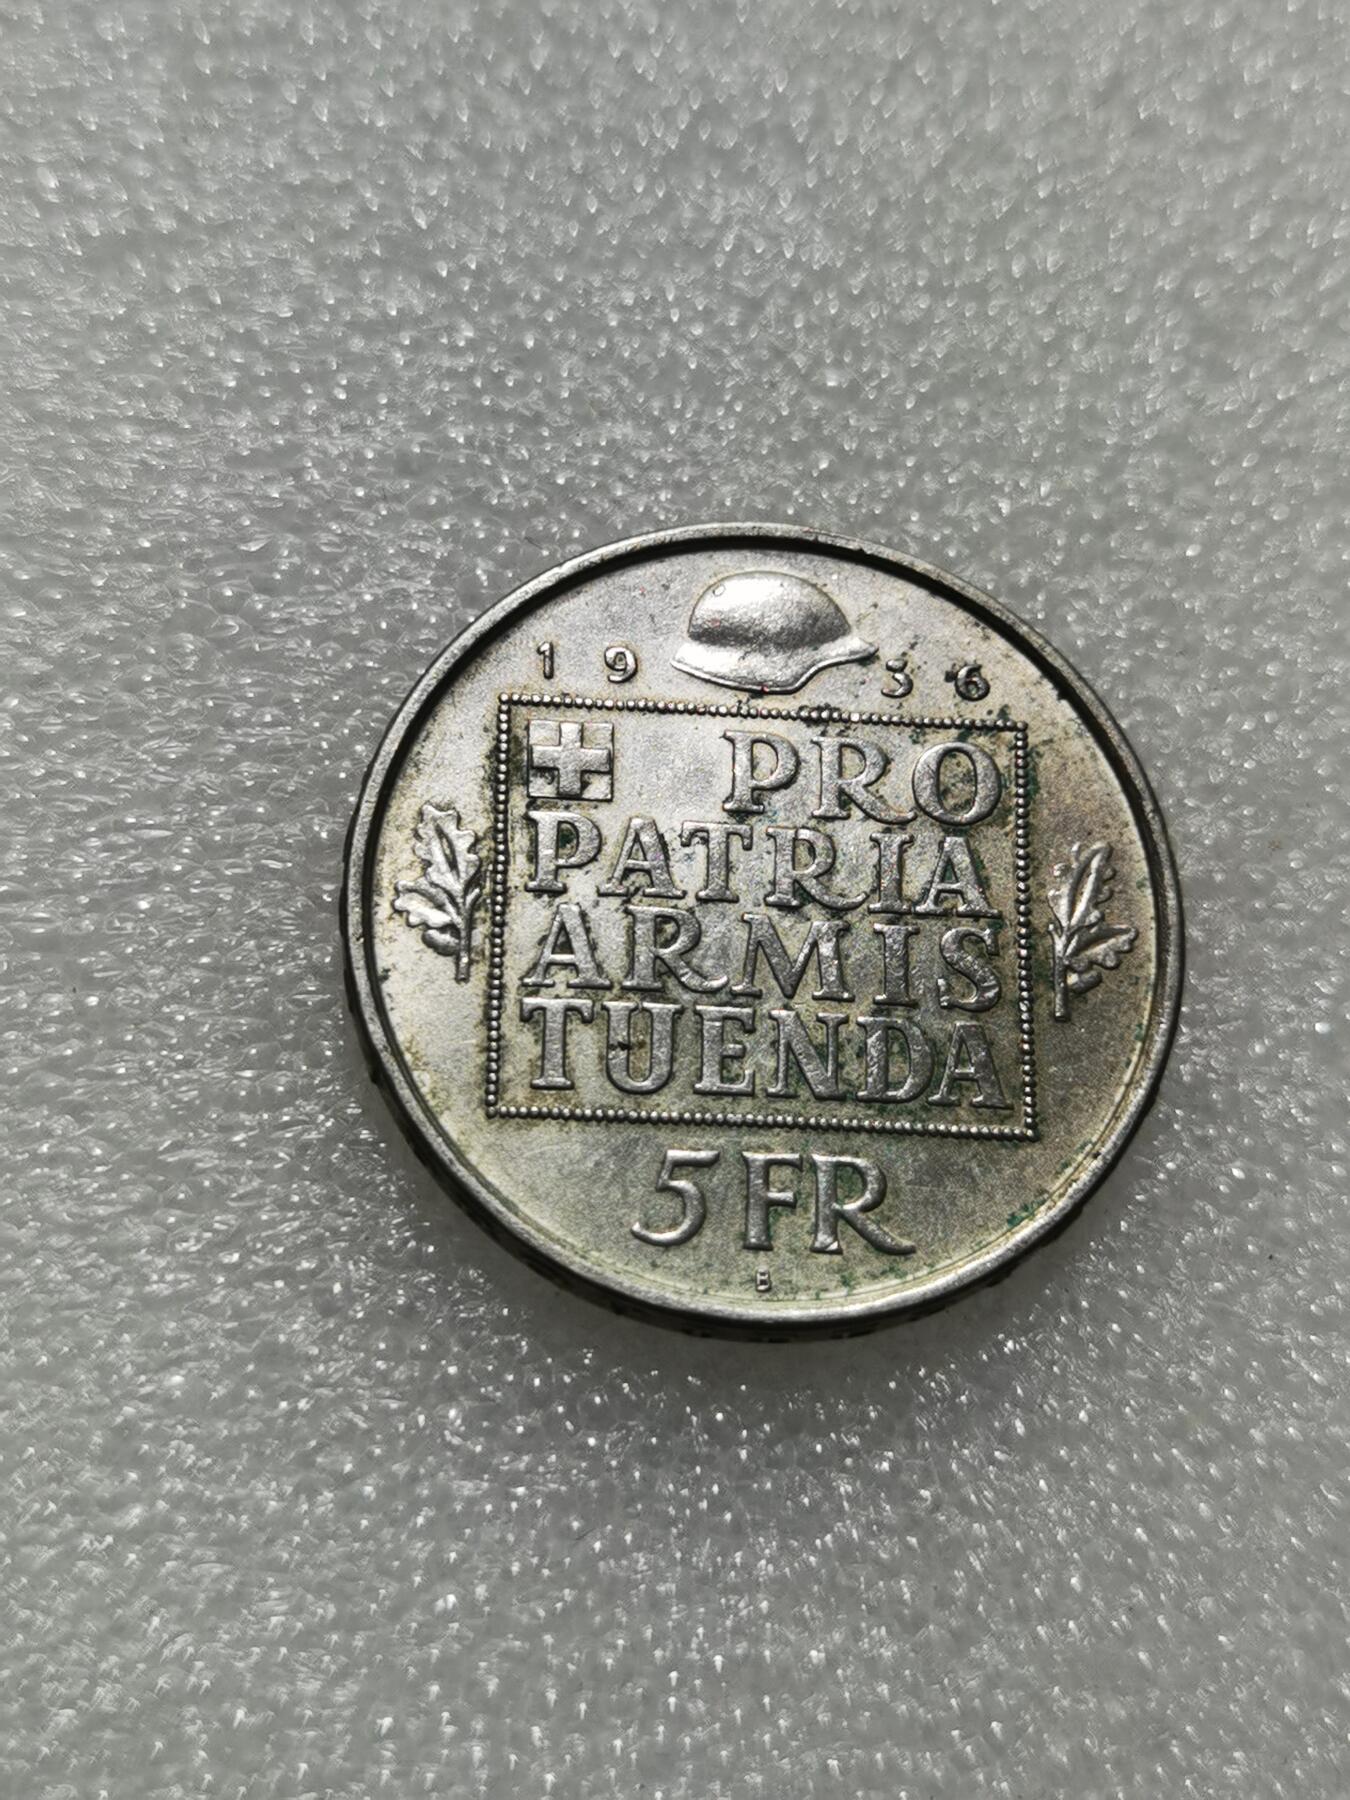 1936
PRO
PATRIA
ARMIS
TUENDA
5 FR
B